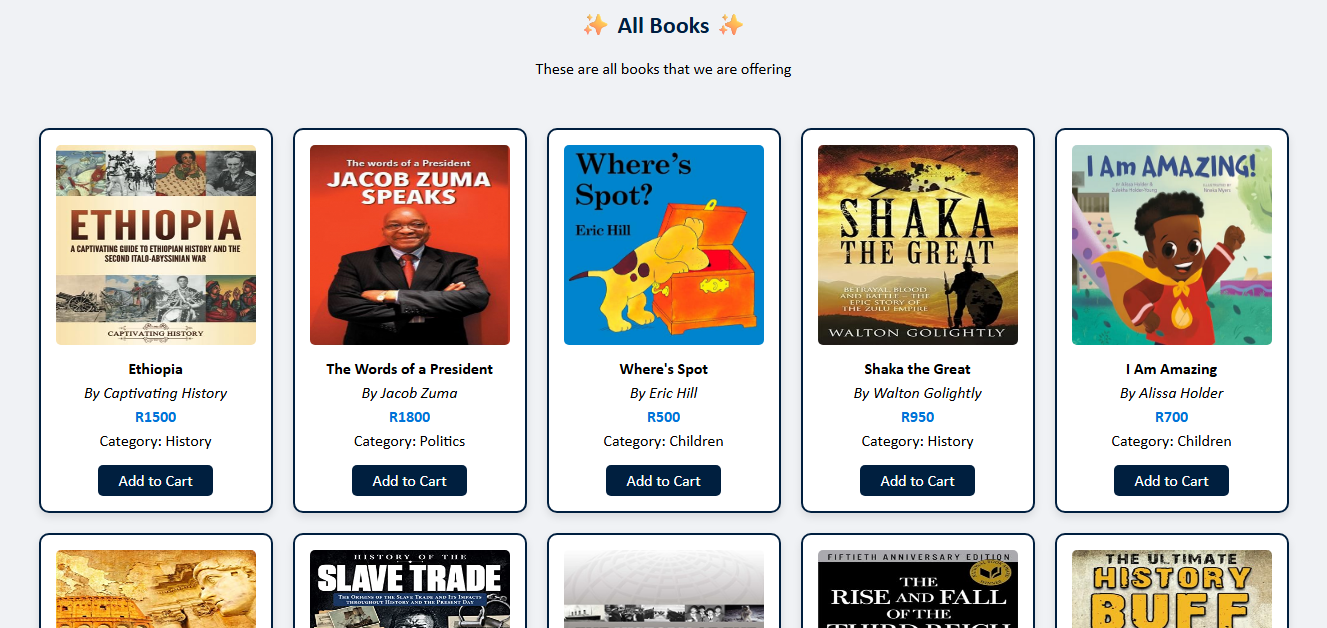 ✨ All Books ✨
These are all books that we are offering
ETHIOPIA
A CAPTIVATING GUIDE TO ETHIOPIAN HISTORY AND THE
SECOND ITALO-ABYSSINIAN WAR
CAPTIVATING HISTORY
Ethiopia
By Captivating History
R1500
Category: History
Add to Cart
The words of a President
JACOB ZUMA
SPEAKS
The Words of a President
By Jacob Zuma
R1800
Category: Politics
Add to Cart
Where's
Spot?
Eric Hill
Where's Spot
By Eric Hill
R500
Category: Children
Add to Cart
SHAKA
THE GREAT
BETRAYAL, BLOOD
AND BATTLE – THE
EPIC STORY OF
THE ZULU EMPIRE
WALTON GOLIGHTLY
Shaka the Great
By Walton Golightly
R950
Category: History
Add to Cart
I Am AMAZING!
I Am Amazing
By Alissa Holder
R700
Category: Children
Add to Cart
HISTORY OF THE
SLAVE TRADE
THE ORIGINS OF THE SLAVE TRADE AND ITS IMPACTS
THROUGHOUT HISTORY AND THE PRESENT DAY
FIFTIETH ANNIVERSARY EDITION
THE
RISE AND FALL
OF THE
THIRD REICH
THE ULTIMATE
HISTORY
BUFF